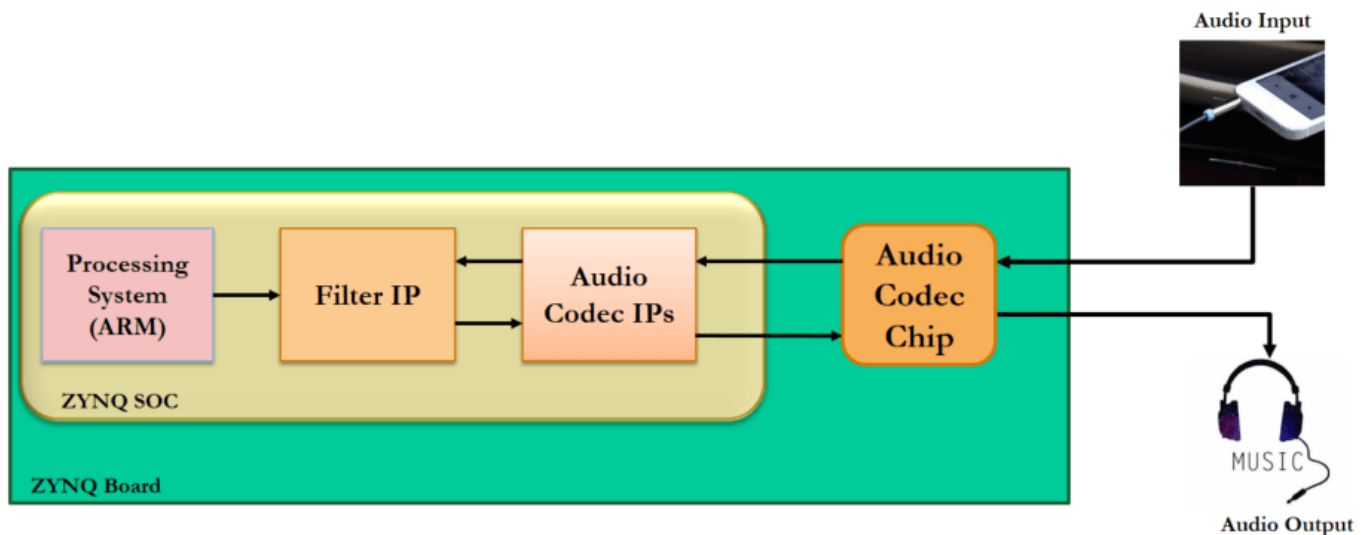 Audio Input
Processing
System
(ARM)
Filter IP
Audio
Codec IPs
Audio
Codec
Chip
ZYNQ SOC
ZYNQ Board
MUSIC
Audio Output